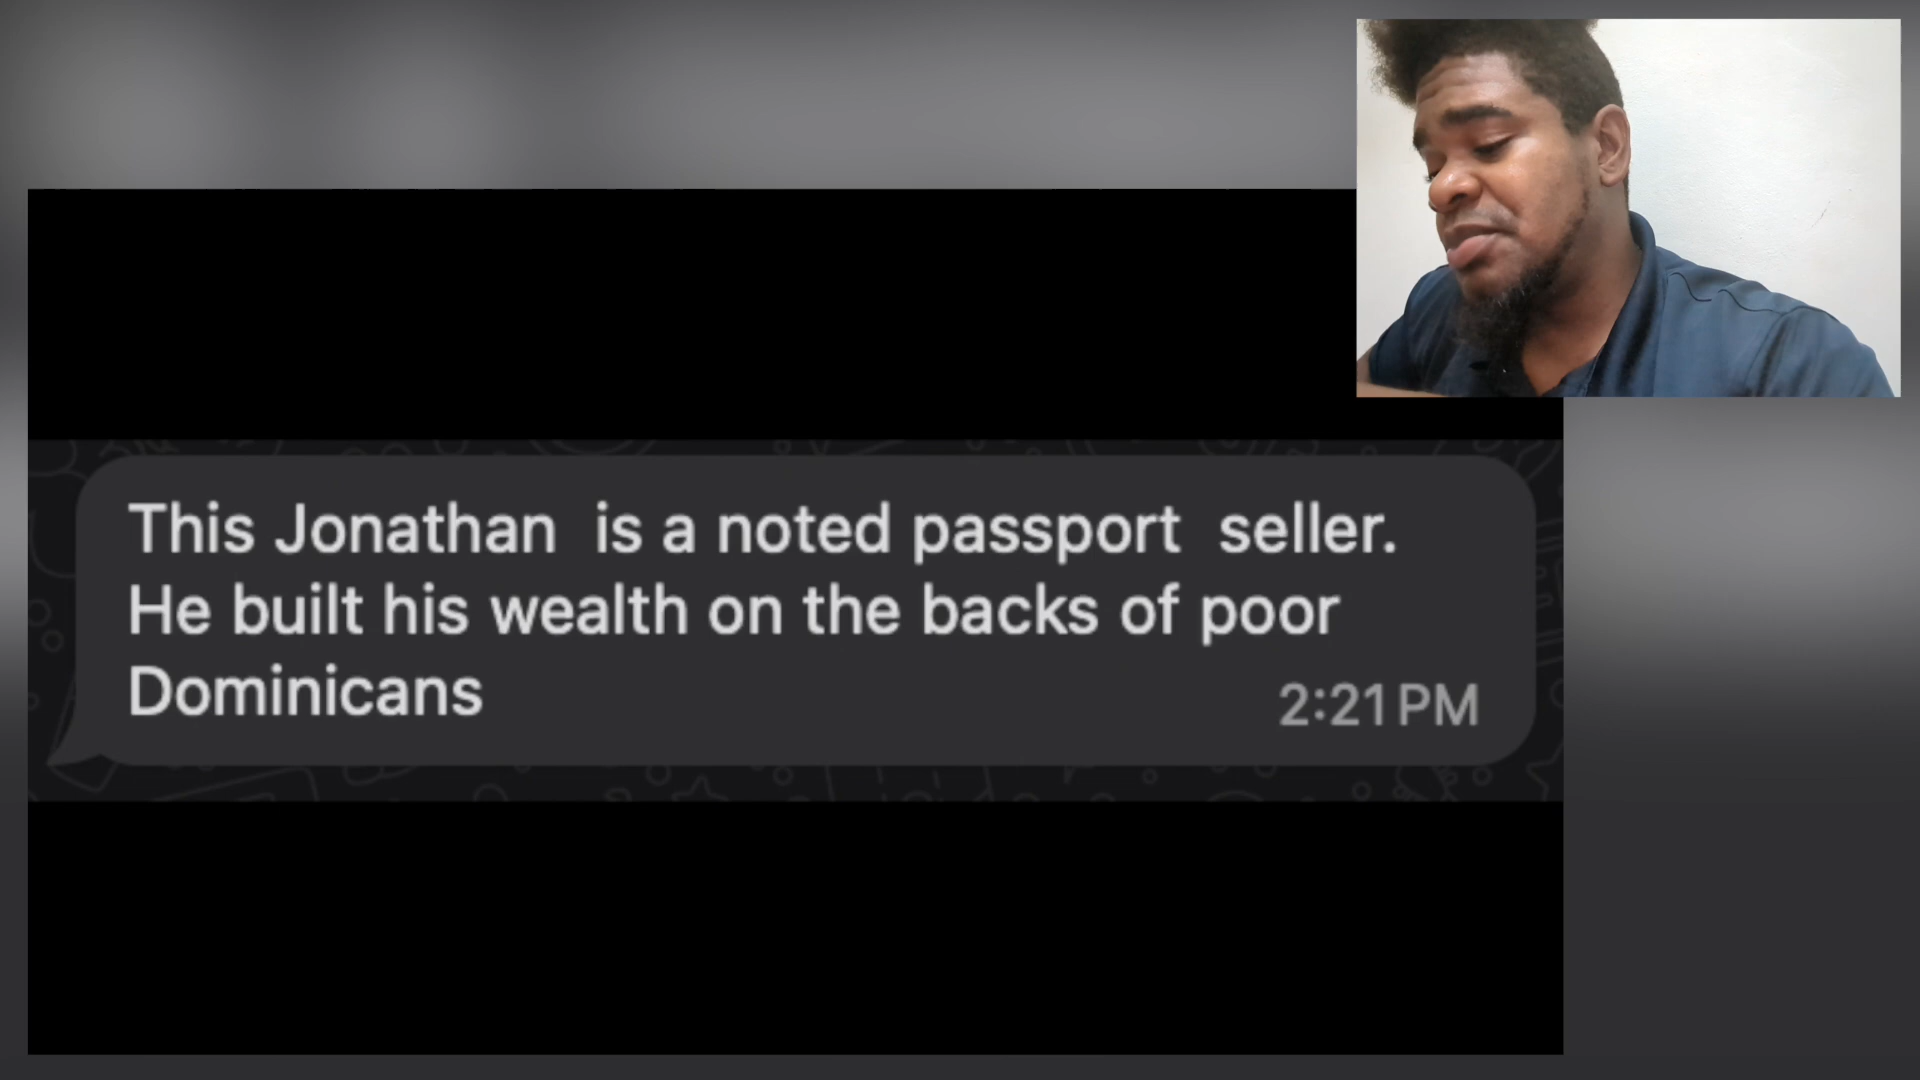 This Jonathan is a noted passport seller.
He built his wealth on the backs of poor
Dominicans
2:21 PM